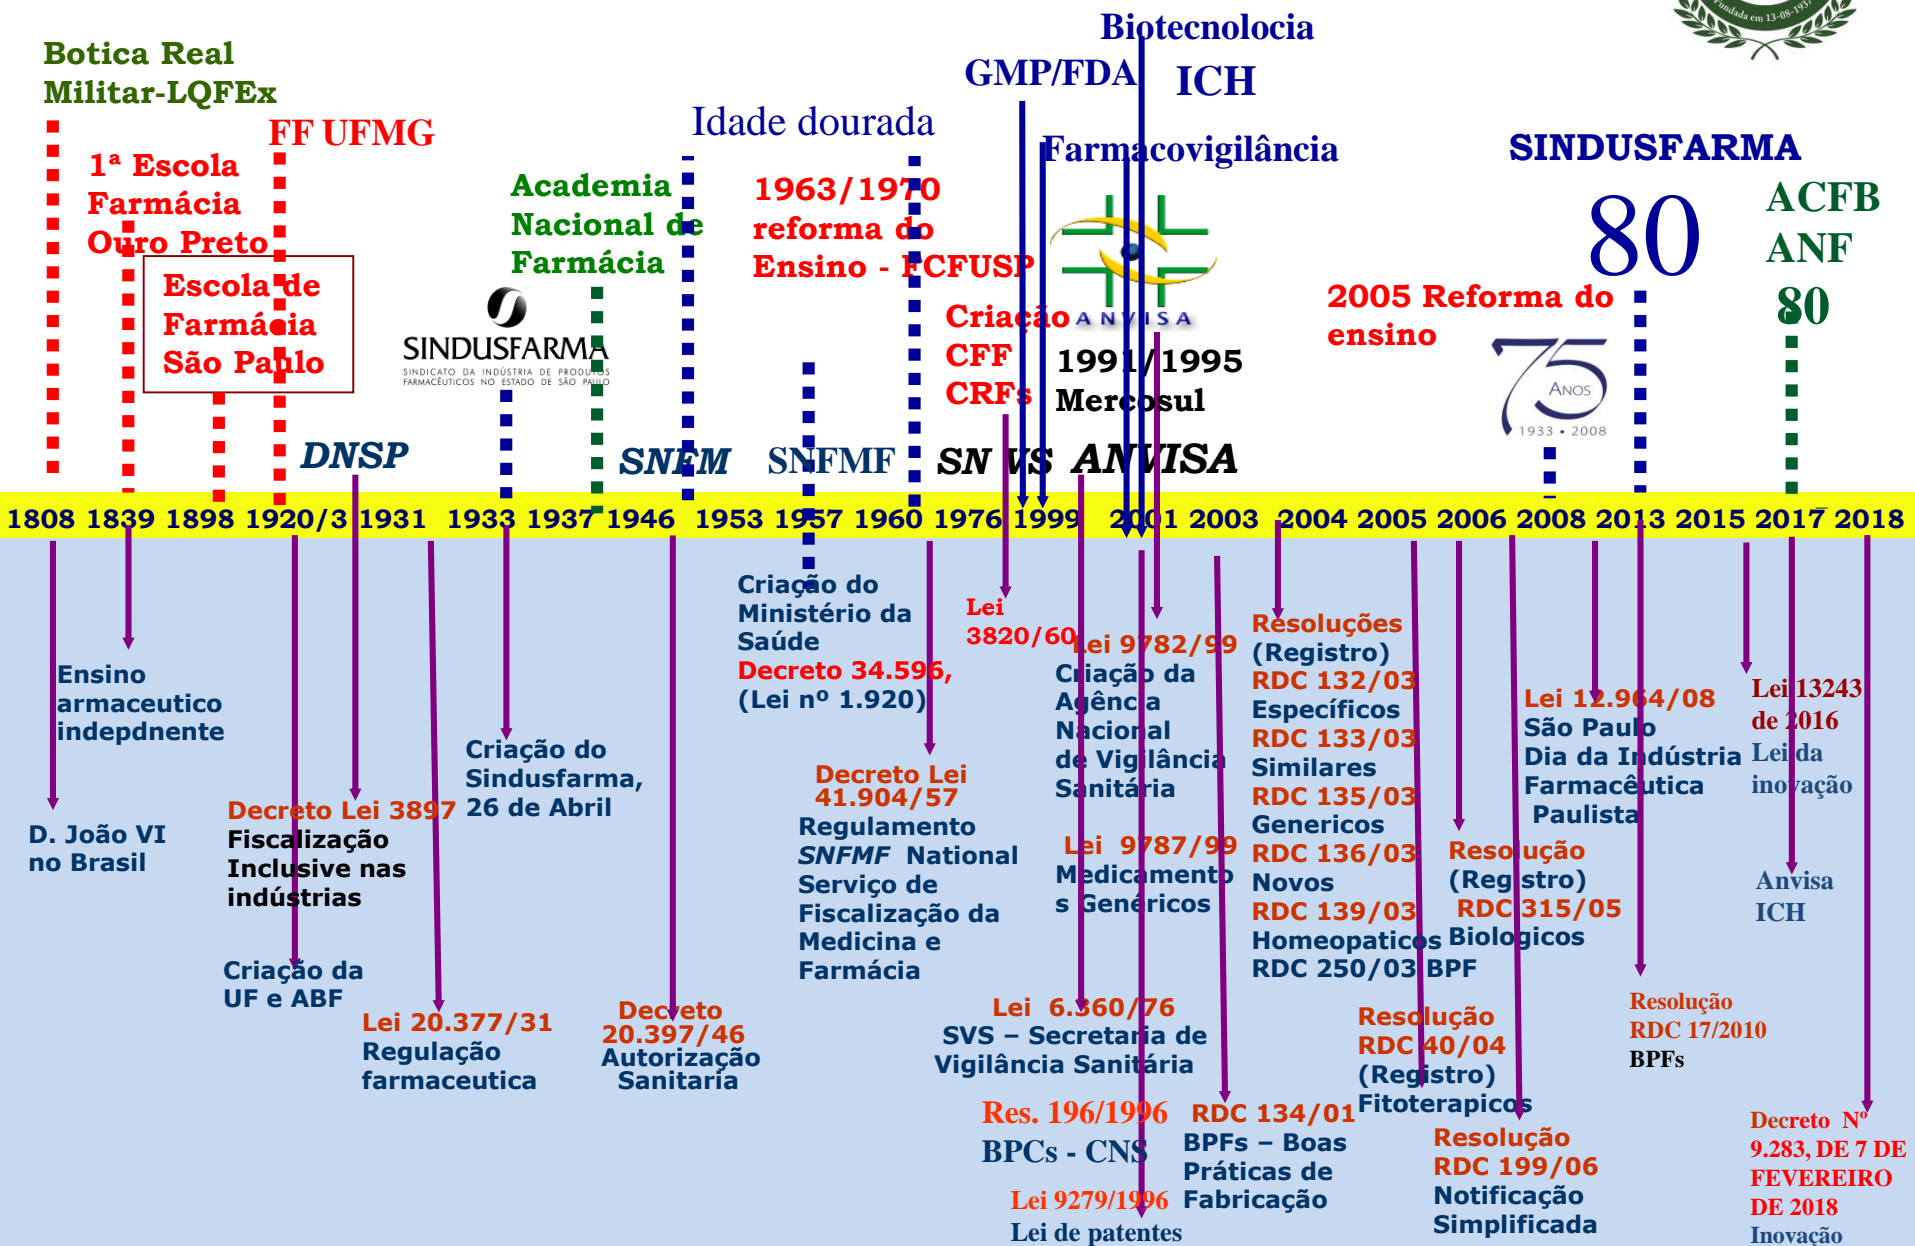 Fundada em 13-08-1937
Botica Real
Militar-LQFEx
FF UFMG
1ª Escola
Farmácia
Ouro Preto
Escola de
Farmácia
São Paulo
DNSP
SINDUSFARMA
SINDICATO DA INDÚSTRIA DE PRODUTOS
FARMACÊUTICOS NO ESTADO DE SÃO PAULO
Academia
Nacional de
Farmácia
SNFM
Idade dourada
1963/1970
reforma do
Ensino - FCFUSP
SNFMF
Biotecnolocia
GMP/FDA
ICH
Farmacovigilância
ANVISA
Criação
CFF
CRFs
1991/1995
Mercosul
SN VS
ANVISA
SINDUSFARMA
80
2005 Reforma do
ensino
75
ANOS
1933 • 2008
ACFB
ANF
80
1808 1839 1898 1920/3 1931 1933 1937 1946 1953 1957 1960 1976 1999 2001 2003 2004 2005 2006 2008 2013 2015 2017 2018
Ensino
armaceutico
indepdnente
D. João VI
no Brasil
Decreto Lei 3897
Fiscalização
Inclusive nas
indústrias
Criação da
UF e ABF
Lei 20.377/31
Regulação
farmaceutica
Criação do
Sindusfarma,
26 de Abril
Decreto
20.397/46
Autorização
Sanitaria
Criação do
Ministério da
Saúde
Decreto 34.596,
(Lei nº 1.920)
Decreto Lei
41.904/57
Regulamento
SNFMF National
Serviço de
Fiscalização da
Medicina e
Farmácia
Lei
3820/60
Lei 9782/99
Criação da
Agência
Nacional
de Vigilância
Sanitária
Lei 9787/99
Medicamento
s Genéricos
Lei 6.360/76
SVS – Secretaria de
Vigilância Sanitária
Res. 196/1996
BPCs - CNS
Lei 9279/1996
Lei de patentes
RDC 134/01
BPFs – Boas
Práticas de
Fabricação
Resoluções
(Registro)
RDC 132/03
Específicos
RDC 133/03
Similares
RDC 135/03
Genericos
RDC 136/03
Novos
RDC 139/03
Homeopaticos
RDC 250/03 BPF
Resolução
RDC 40/04
(Registro)
Fitoterapicos
Resolução
(Registro)
RDC 315/05
Biologicos
Resolução
RDC 199/06
Notificação
Simplificada
Lei 12.964/08
São Paulo
Dia da Indústria
Farmacêutica
Paulista
Resolução
RDC 17/2010
BPFs
Lei 13243
de 2016
Lei da
inovação
Anvisa
ICH
Decreto Nº
9.283, DE 7 DE
FEVEREIRO
DE 2018
Inovação